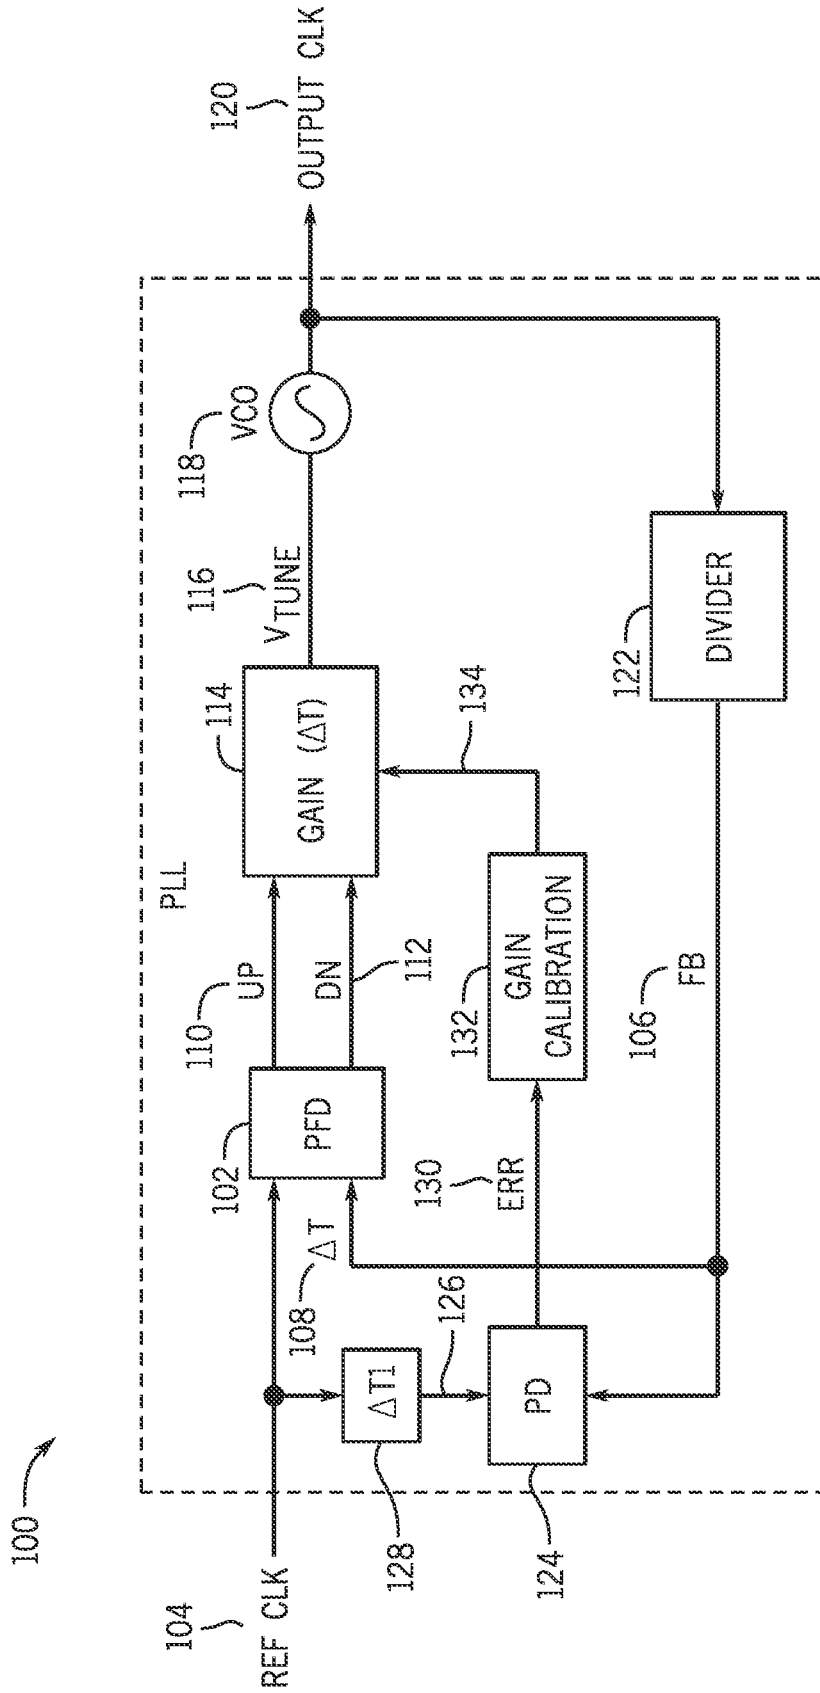 100
PLL
120
104
REF CLK
108
ΔT
102
PFD
110
UP
DN
112
114
GAIN (ΔT)
116
VTUNE
118
VCO
OUTPUT CLK
128
ΔT1
126
124
PD
130
ERR
132
GAIN
CALIBRATION
134
106
FB
122
DIVIDER